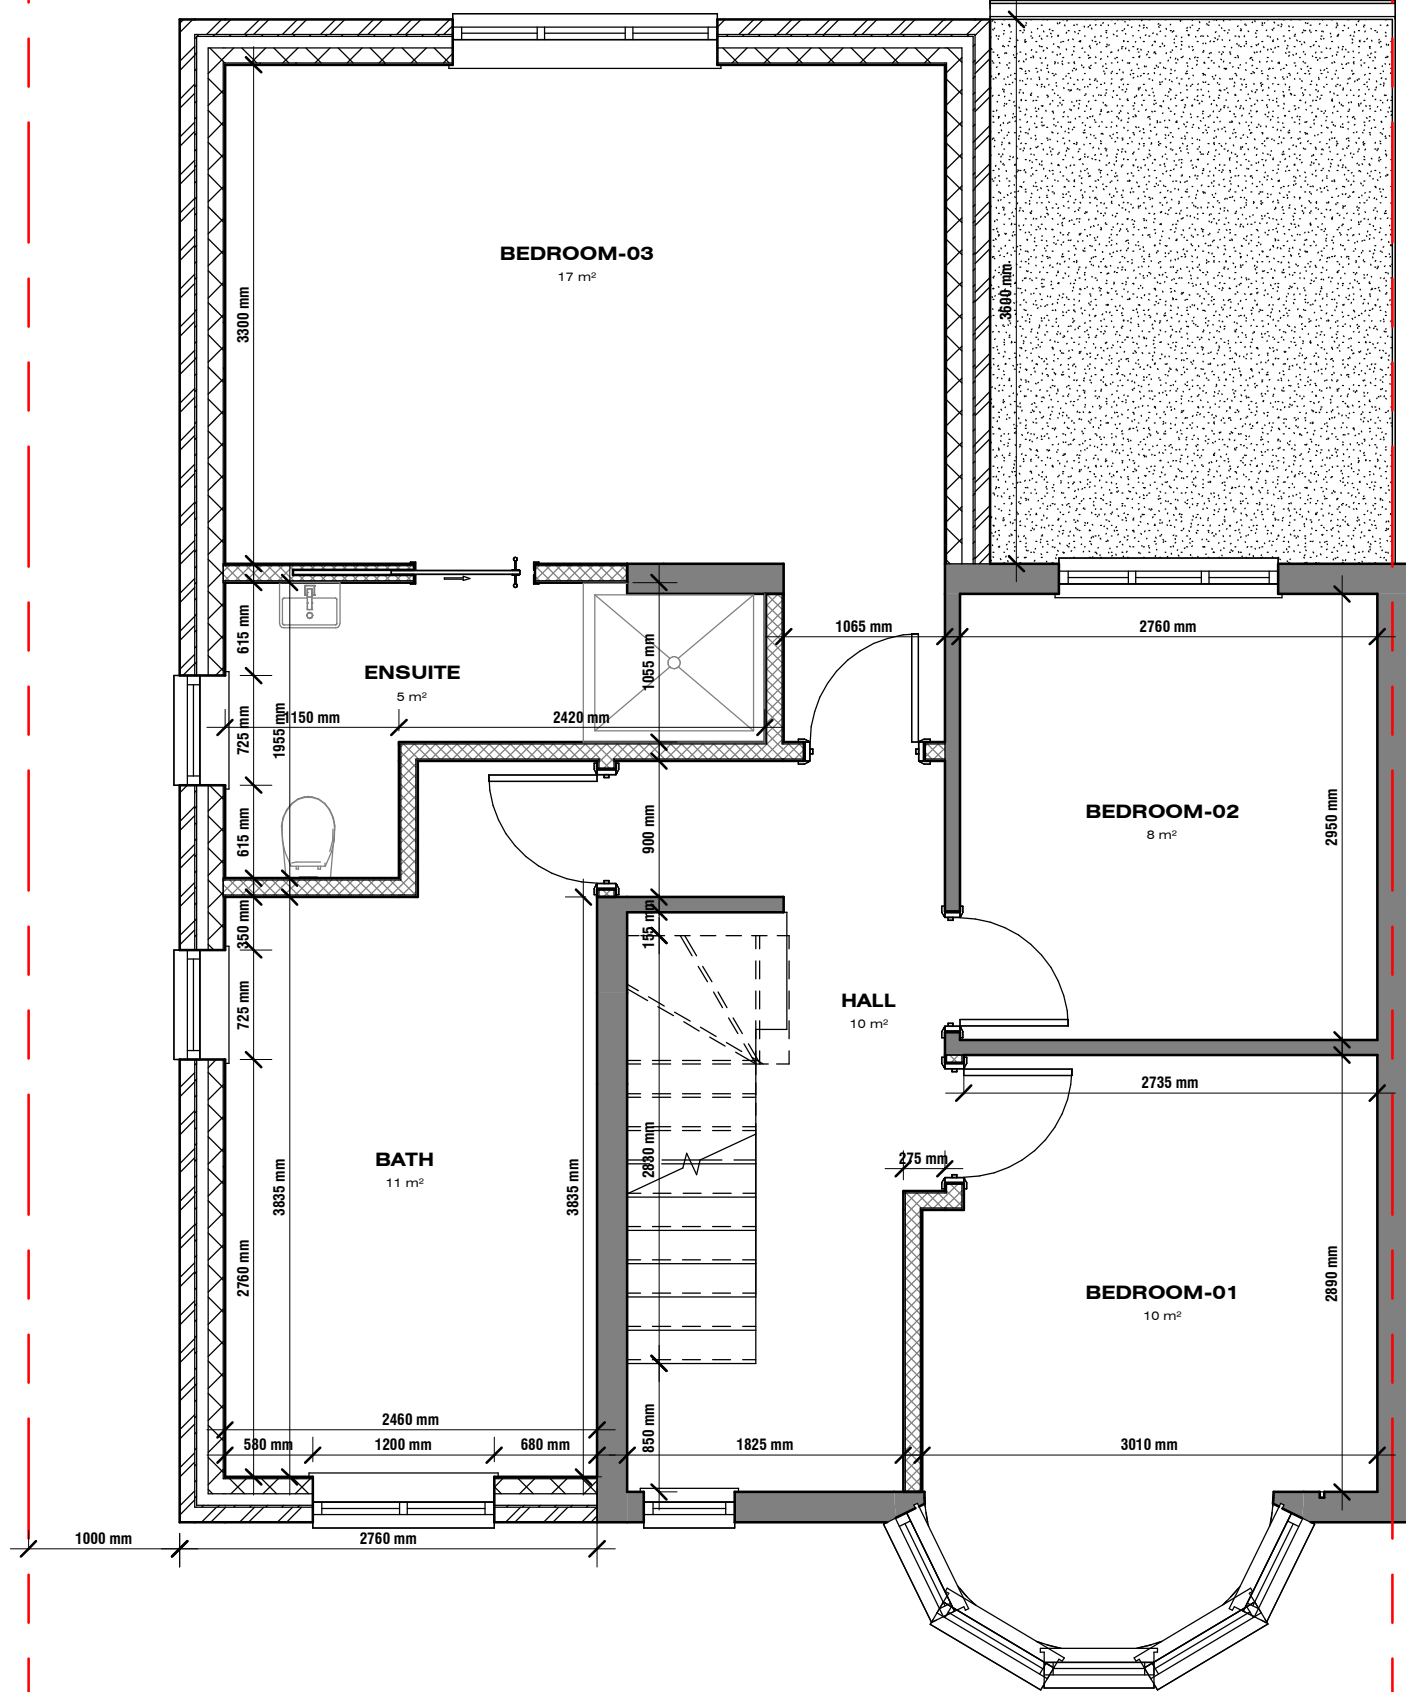 BEDROOM-03
17 m²
3300 mm
3600 mm
1065 mm
2760 mm
615 mm
1055 mm
ENSUITE
5 m²
1150 mm
2420 mm
725 mm
1955 mm
615 mm
900 mm
BEDROOM-02
8 m²
2950 mm
350 mm
155 mm
725 mm
HALL
10 m²
2735 mm
BATH
11 m²
2830 mm
275 mm
3835 mm
3835 mm
2760 mm
BEDROOM-01
10 m²
2890 mm
2460 mm
580 mm
1200 mm
680 mm
850 mm
1825 mm
3010 mm
1000 mm
2760 mm